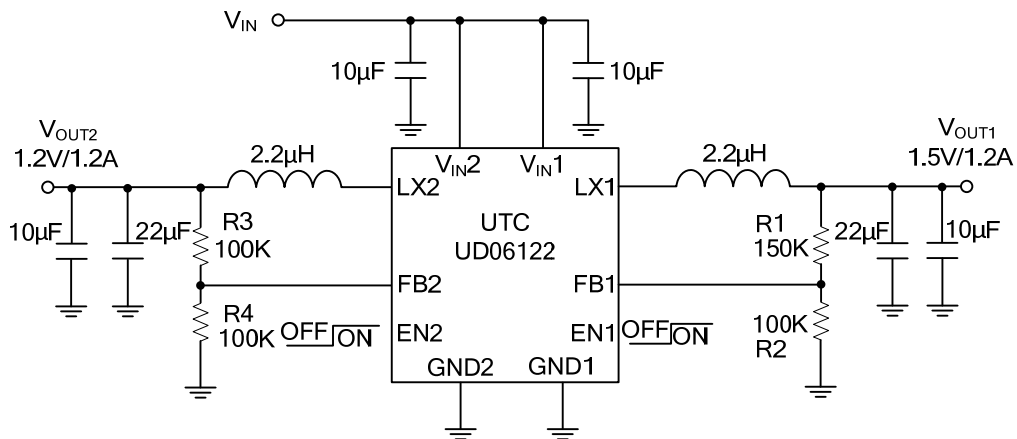 VIN
10μF
10μF
VOUT2
1.2V/1.2A
VOUT1
1.5V/1.2A
2.2μH
2.2μH
VIN2
VIN1
LX2
LX1
UTC
UD06122
10μF
22μF
R3
100K
R1
150K
22μF
10μF
FB2
FB1
R4
100K
OFF
ON
EN2
EN1
OFF
ON
100K
R2
GND2
GND1